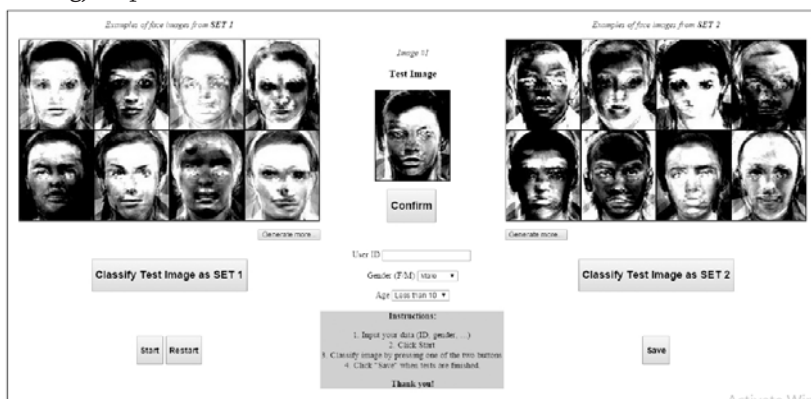 Examples of face images from SET 1
Examples of face images from SET 2
Image #1
Test Image
Confirm
Generate more...
Generate more...
User ID
Classify Test Image as SET 1
Classify Test Image as SET 2
Gender (F/M) Male
Age Less than 10
Instructions:
1. Input your data (ID, gender, ...)
2. Click Start
3. Classify image by pressing one of the two buttons
4. Click "Save" when tests are finished.
Thank you!
Start Restart
Save